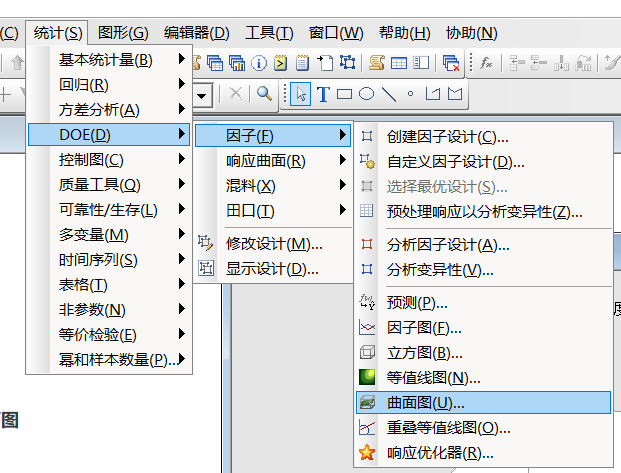 (C) 统计(S) 图形(G) 编辑器(D) 工具(T) 窗口(W) 帮助(H) 协助(N)
基本统计量(B)
回归(R)
方差分析(A)
DOE(D)
控制图(C)
质量工具(Q)
可靠性/生存(L)
多变量(M)
时间序列(S)
表格(T)
非参数(N)
等价检验(E)
幂和样本数量(P)...
因子(F)
响应曲面(R)
混料(X)
田口(T)
修改设计(M)...
显示设计(D)...
创建因子设计(C)...
自定义因子设计(D)...
选择最优设计(S)...
预处理响应以分析变异性(Z)...
分析因子设计(A)...
分析变异性(V)...
预测(P)...
因子图(F)...
立方图(B)...
等值线图(N)...
曲面图(U)...
重叠等值线图(O)...
响应优化器(R)...
图